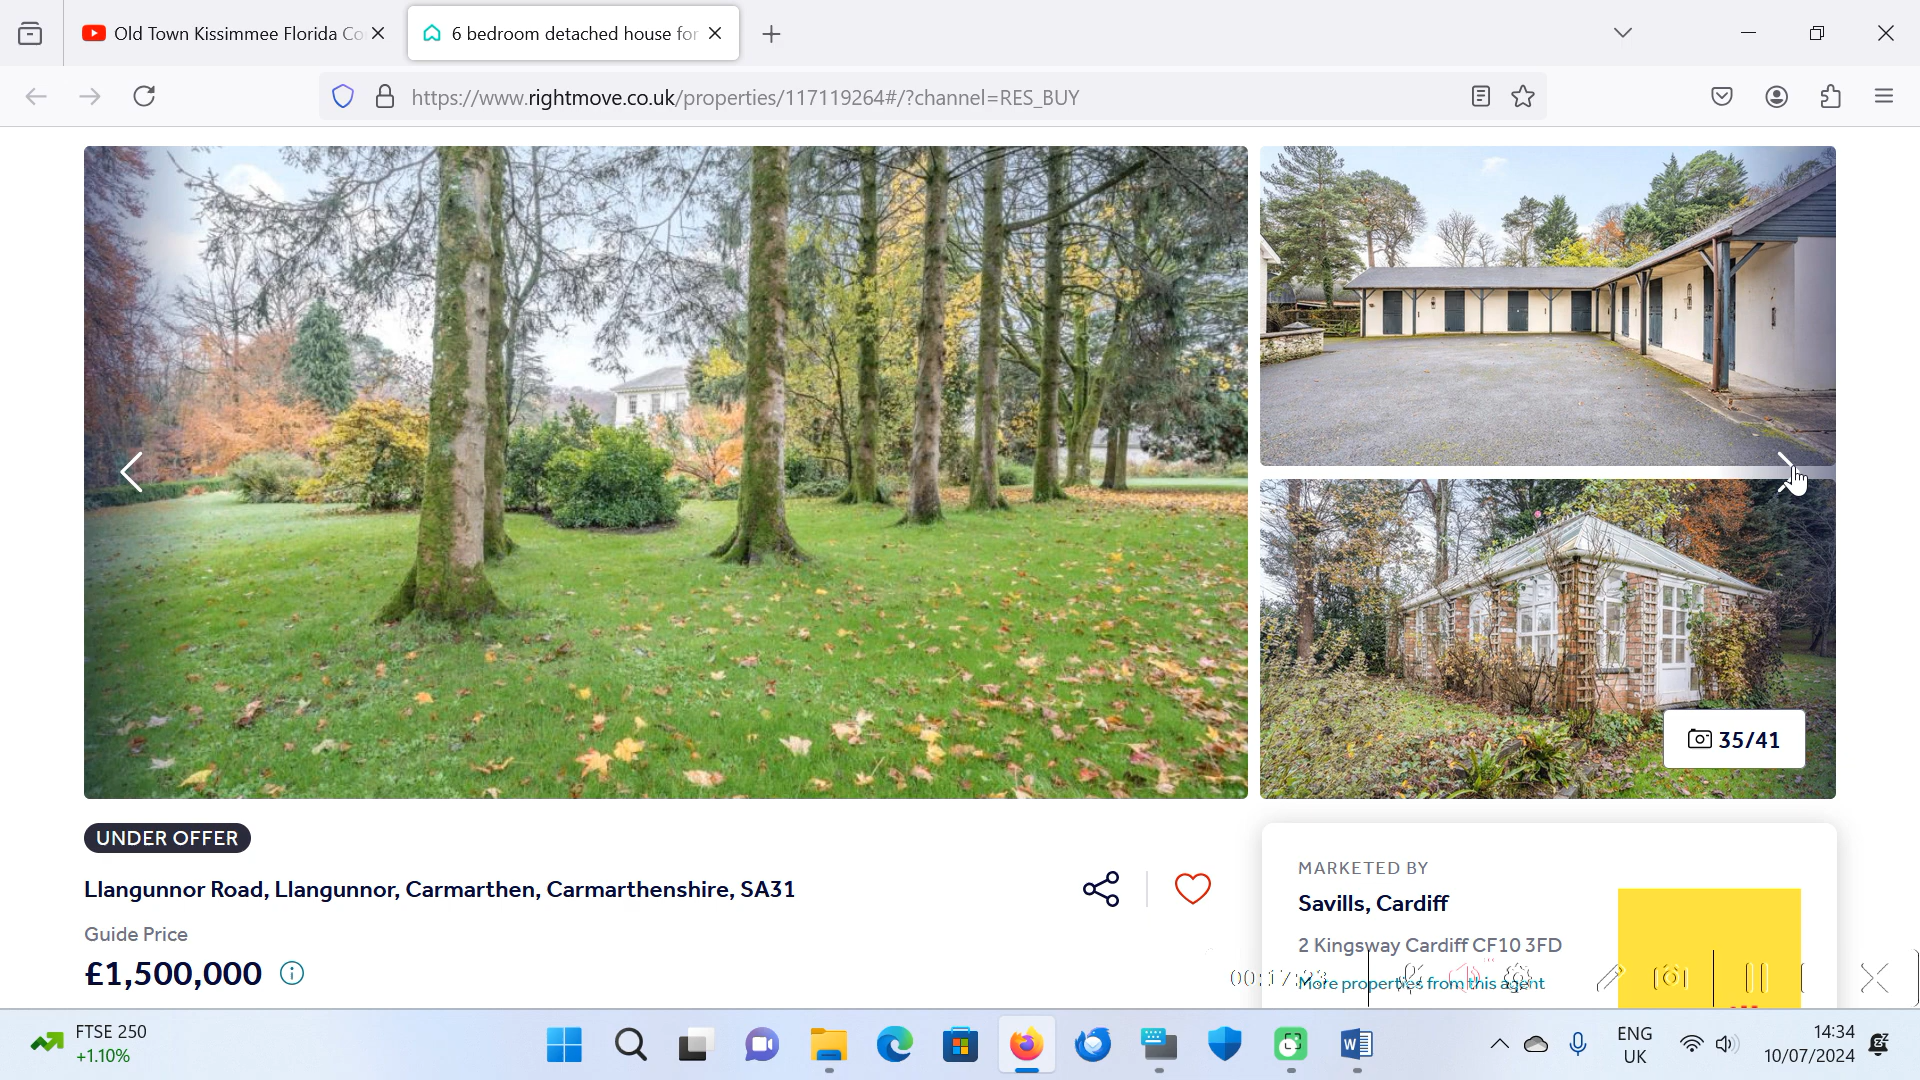 Old Town Kissimmee Florida Co
6 bedroom detached house for
https://www.rightmove.co.uk/properties/117119264#/?channel=RES_BUY
35/41
UNDER OFFER
Llangunnor Road, Llangunnor, Carmarthen, Carmarthenshire, SA31
Guide Price
£1,500,000
MARKETED BY
Savills, Cardiff
2 Kingsway Cardiff CF10 3FD
More properties from this agent
00:17:23
FTSE 250
+1.10%
ENG
UK
14:34
10/07/2024